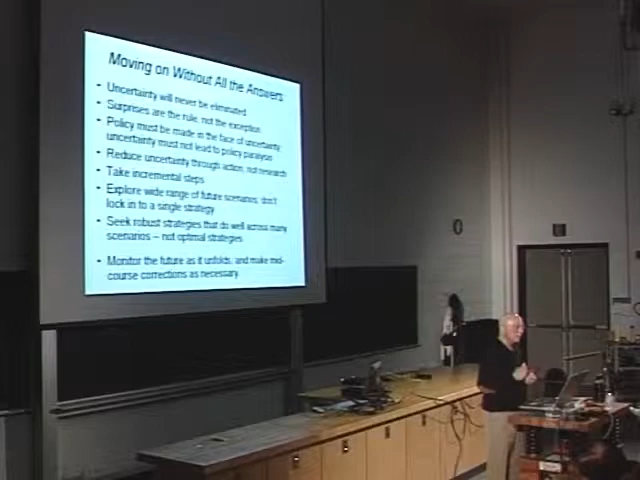 Moving on Without All the Answers
• Uncertainty will never be eliminated
• Surprises are the rule, not the exception
• Policy must be made in the face of uncertainty;
uncertainty must not lead to policy paralysis
• Reduce uncertainty through action, not research
• Take incremental steps
• Explore wide range of future scenarios; don't
lock in to a single strategy
• Seek robust strategies that do well across many
scenarios – not optimal strategies
• Monitor the future as it unfolds, and make mid-
course corrections as necessary.